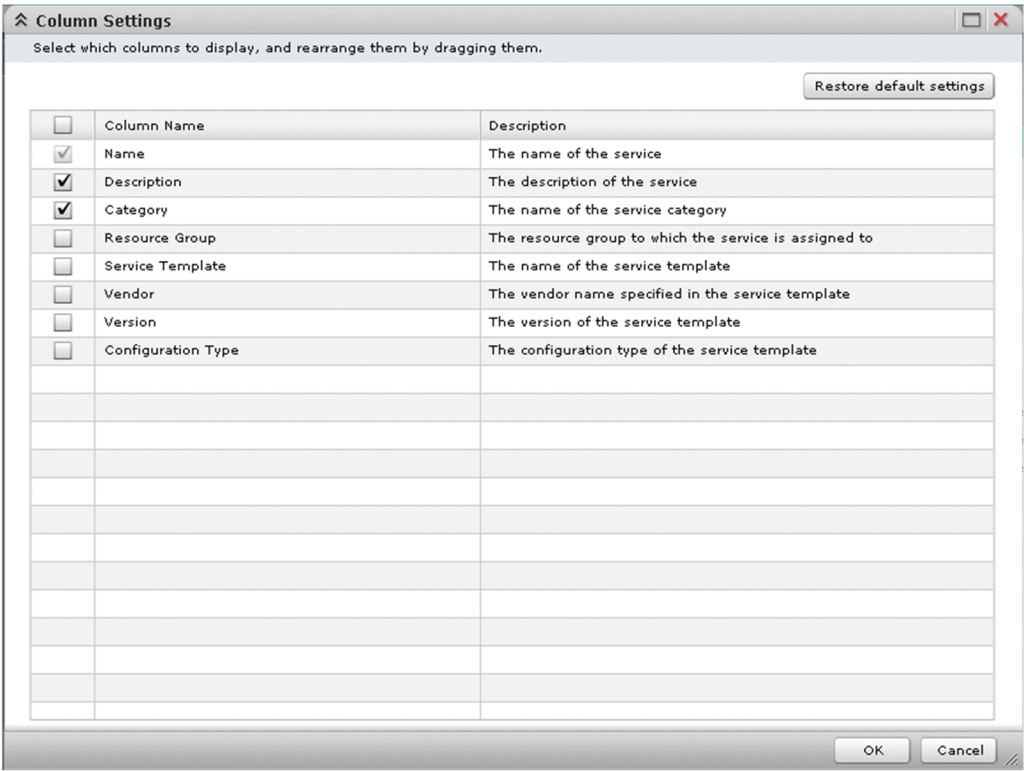 Column Settings
Select which columns to display, and rearrange them by dragging them.
Restore default settings
Column Name Description
Name The name of the service
Description The description of the service
Category The name of the service category
Resource Group The resource group to which the service is assigned to
Service Template The name of the service template
Vendor The vendor name specified in the service template
Version The version of the service template
Configuration Type The configuration type of the service template
OK Cancel